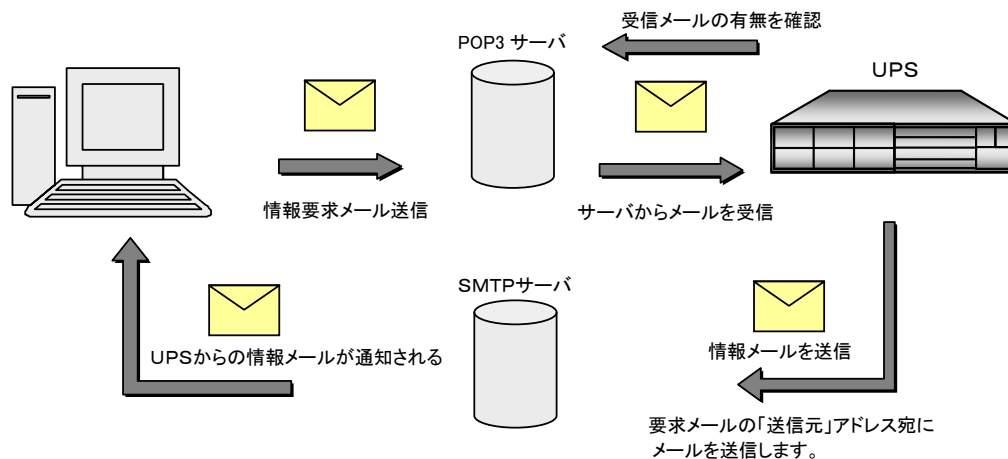 受信メールの有無を確認
POP3 サーバ
UPS
情報要求メール送信
サーバからメールを受信
SMTPサーバ
UPSからの情報メールが通知される
情報メールを送信
要求メールの「送信元」アドレス宛に
メールを送信します。